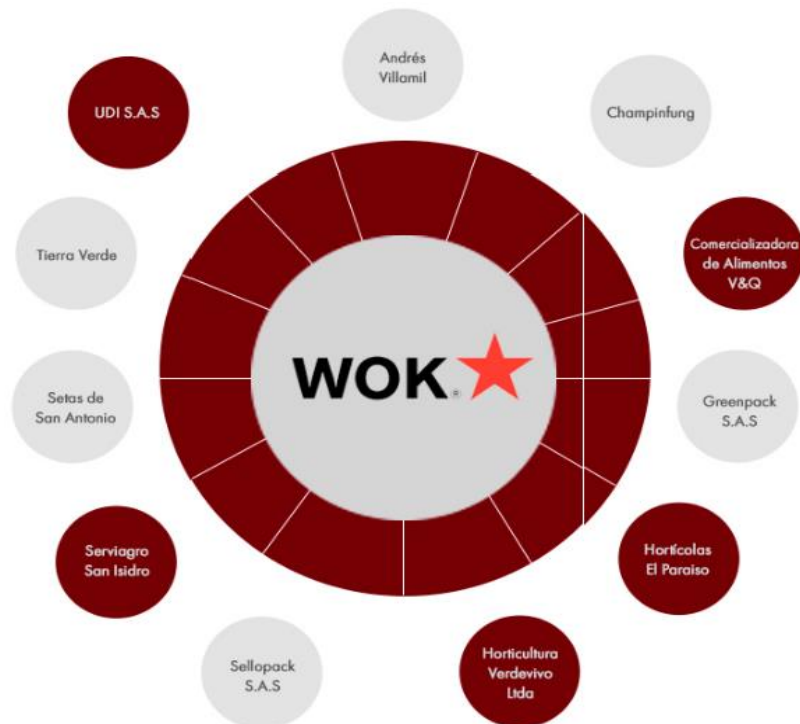 Andrés
Villamil
UDI S.A.S
Champinfung
Tierra Verde
Comercializadora
de Alimentos
V&Q
WOK
®
Setas de
San Antonio
Greenpack
S.A.S
Serviagro
San Isidro
Hortícolas
El Paraiso
Sellopack
S.A.S
Horticultura
Verdevivo
Ltda